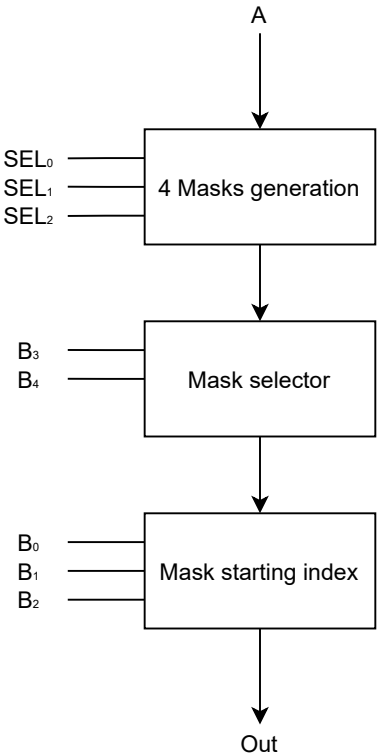 A
SEL₀
SEL₁
SEL₂
4 Masks generation
B₃
B₄
Mask selector
B₀
B₁
B₂
Mask starting index
Out